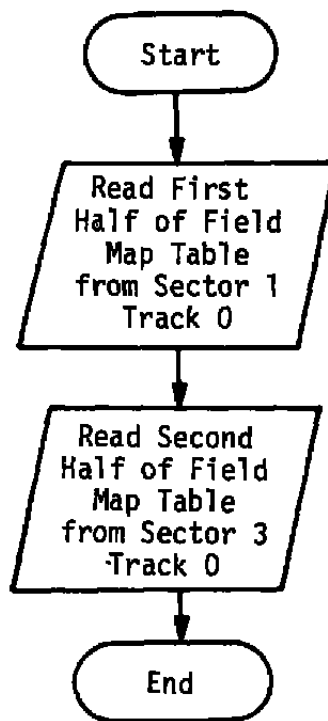 Start
Read First
Half of Field
Map Table
from Sector 1
Track 0
Read Second
Half of Field
Map Table
from Sector 3
Track 0
End